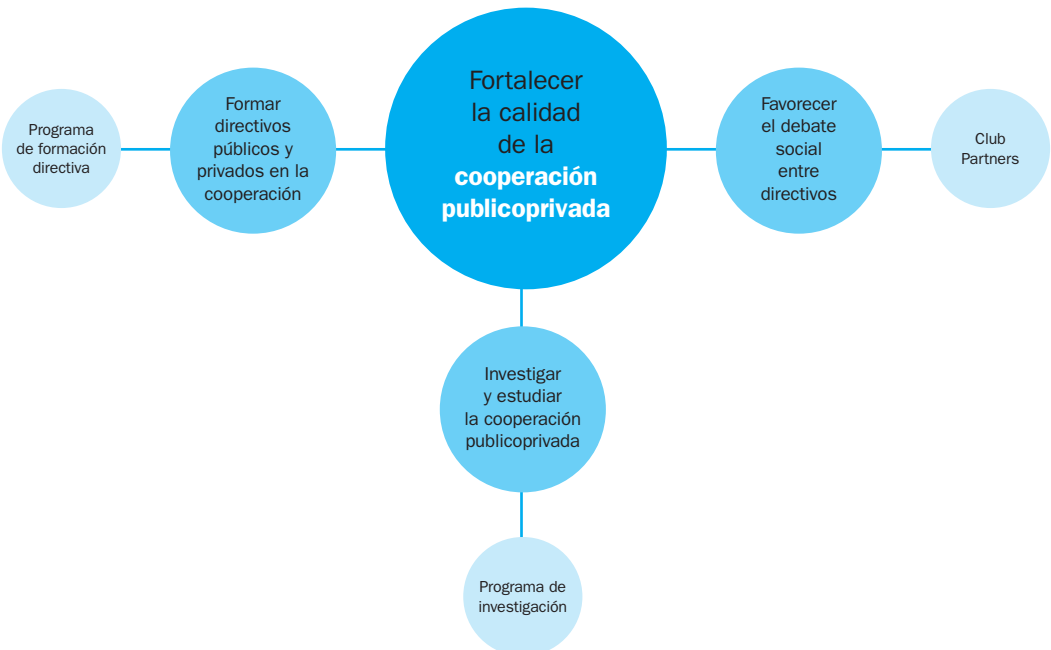 Programa
de formación
directiva
Formar
directivos
públicos y
privados en la
cooperación
Fortalecer
la calidad
de la
cooperación
publicoprivada
Favorecer
el debate
social
entre
directivos
Club
Partners
Investigar
y estudiar
la cooperación
publicoprivada
Programa de
investigación